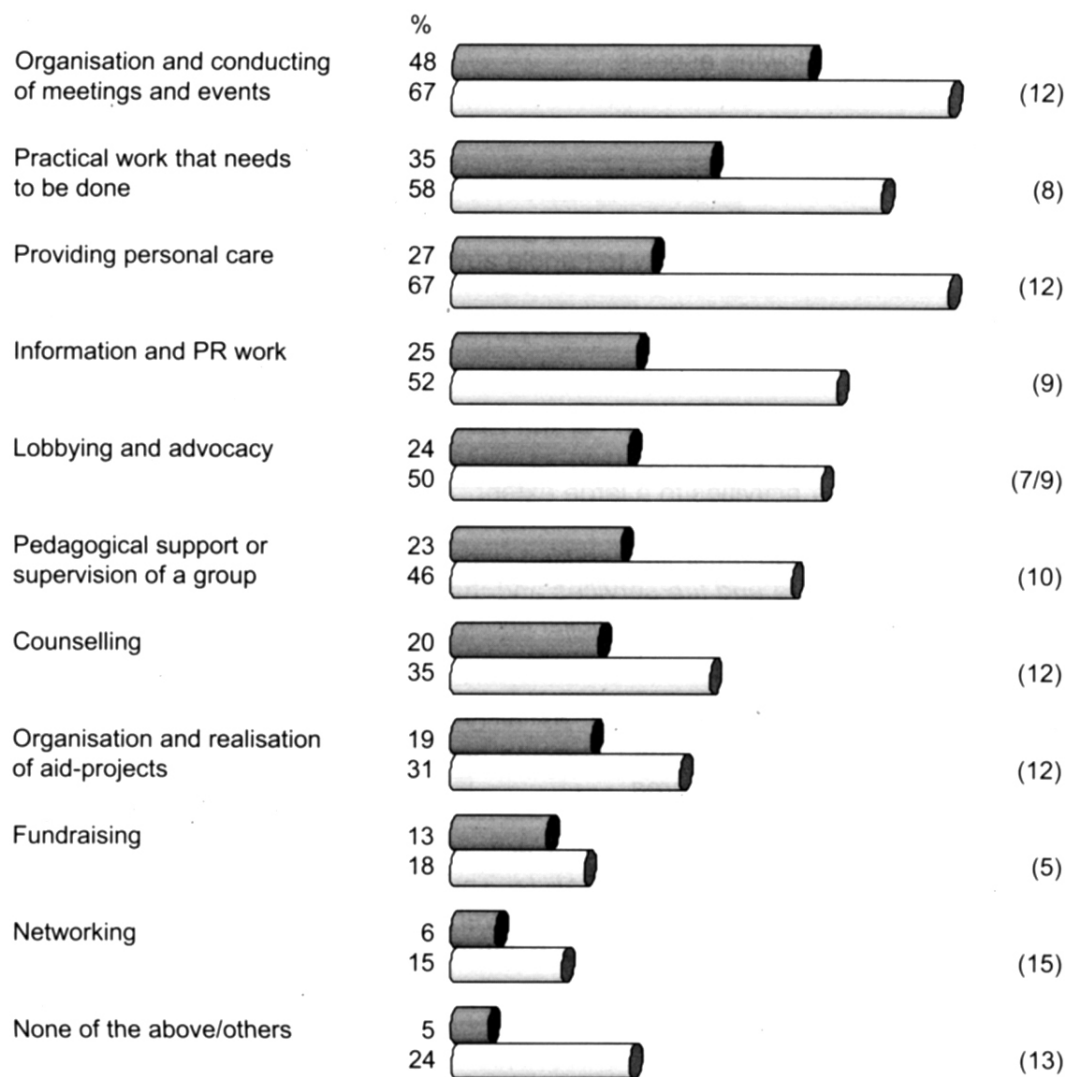 %
Organisation and conducting
of meetings and events
48
67
(12)
Practical work that needs
to be done
35
58
(8)
Providing personal care
27
67
(12)
Information and PR work
25
52
(9)
Lobbying and advocacy
24
50
(7/9)
Pedagogical support or
supervision of a group
23
46
(10)
Counselling
20
35
(12)
Organisation and realisation
of aid-projects
19
31
(12)
Fundraising
13
18
(5)
Networking
6
15
(15)
None of the above/others
5
24
(13)